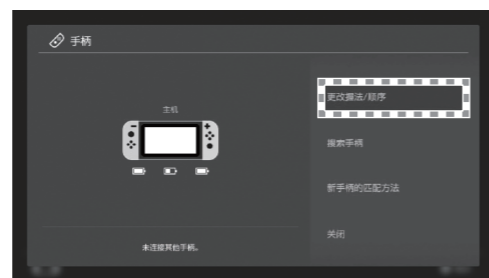 手柄
主机
未连接其他手柄。
更改握法/顺序
搜索手柄
新手柄的匹配方法
关闭